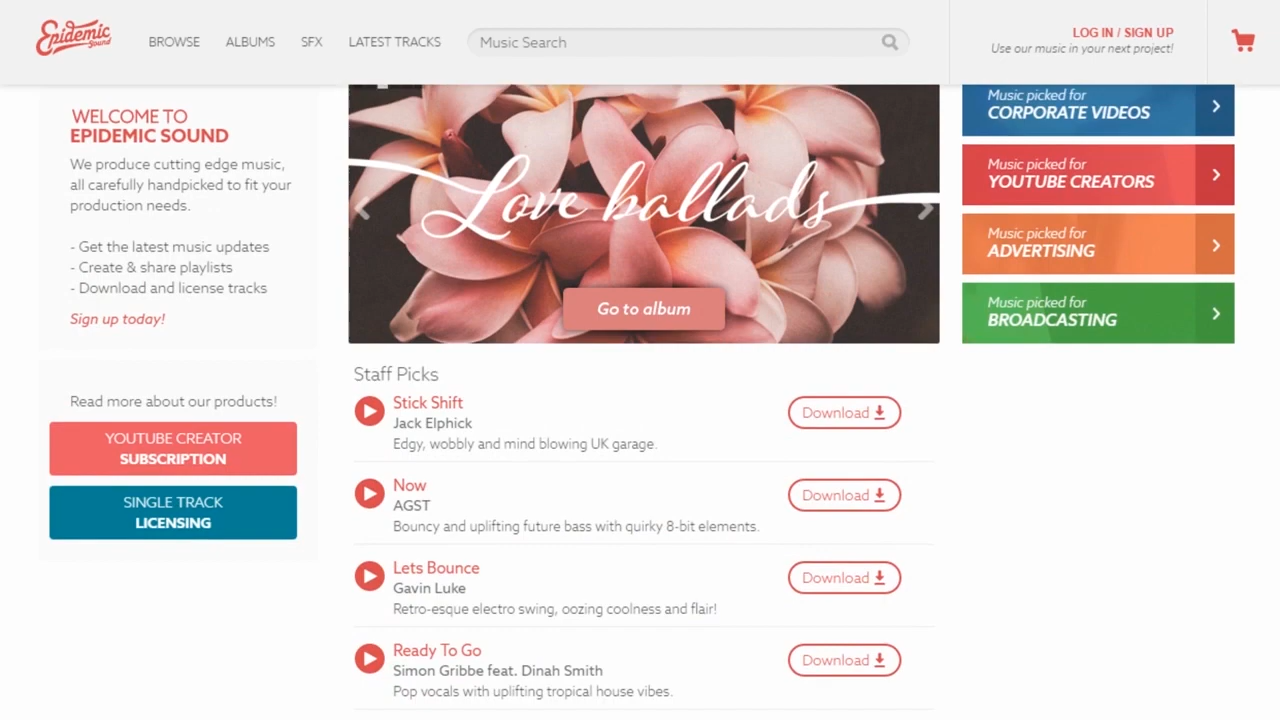 Epidemic
Sound
BROWSE
ALBUMS
SFX
LATEST TRACKS
Music Search
LOG IN / SIGN UP
Use our music in your next project!
WELCOME TO
EPIDEMIC SOUND
We produce cutting edge music,
all carefully handpicked to fit your
production needs.
- Get the latest music updates
- Create & share playlists
- Download and license tracks
Sign up today!
Read more about our products!
YOUTUBE CREATOR
SUBSCRIPTION
SINGLE TRACK
LICENSING
Love ballads
Go to album
Staff Picks
Stick Shift
Jack Elphick
Edgy, wobbly and mind blowing UK garage.
Download
Now
AGST
Bouncy and uplifting future bass with quirky 8-bit elements.
Download
Lets Bounce
Gavin Luke
Retro-esque electro swing, oozing coolness and flair!
Download
Ready To Go
Simon Gribbe feat. Dinah Smith
Pop vocals with uplifting tropical house vibes.
Download
Music picked for
CORPORATE VIDEOS
Music picked for
YOUTUBE CREATORS
Music picked for
ADVERTISING
Music picked for
BROADCASTING